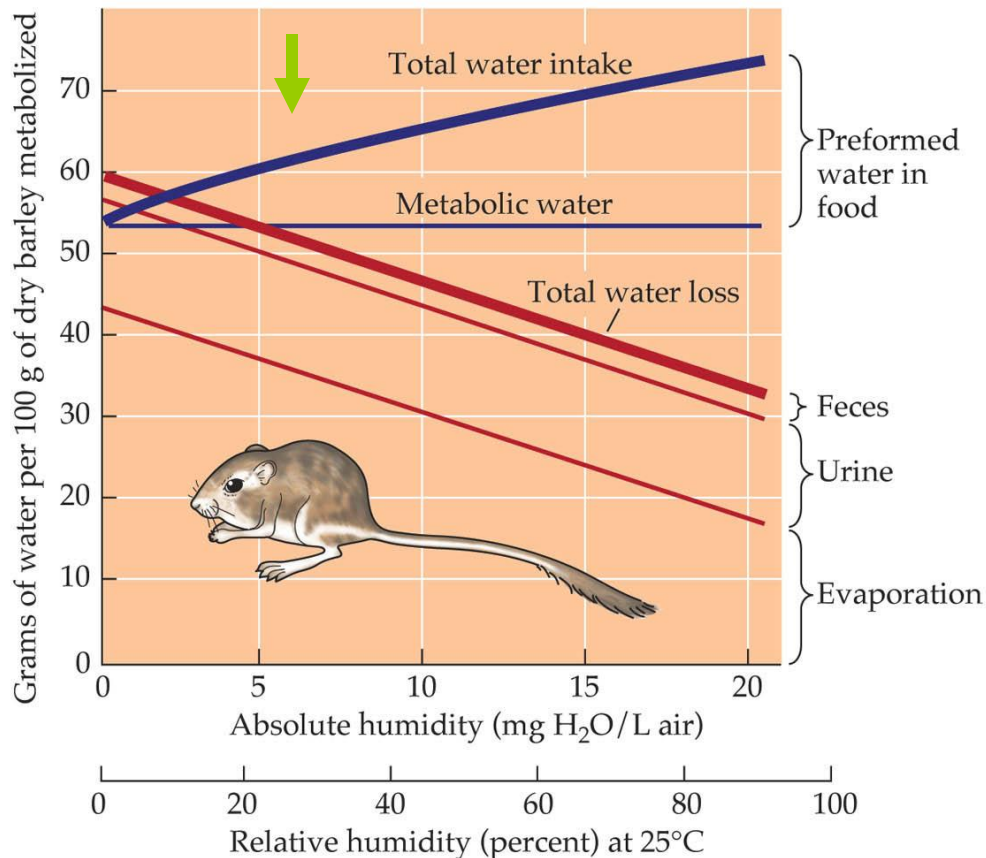 Grams of water per 100 g of dry barley metabolized
70
60
50
40
30
20
10
0
Total water intake
Metabolic water
Total water loss
Preformed
water in
food
Feces
Urine
Evaporation
0 5 10 15 20
Absolute humidity (mg H₂O/L air)
0 20 40 60 80 100
Relative humidity (percent) at 25°C